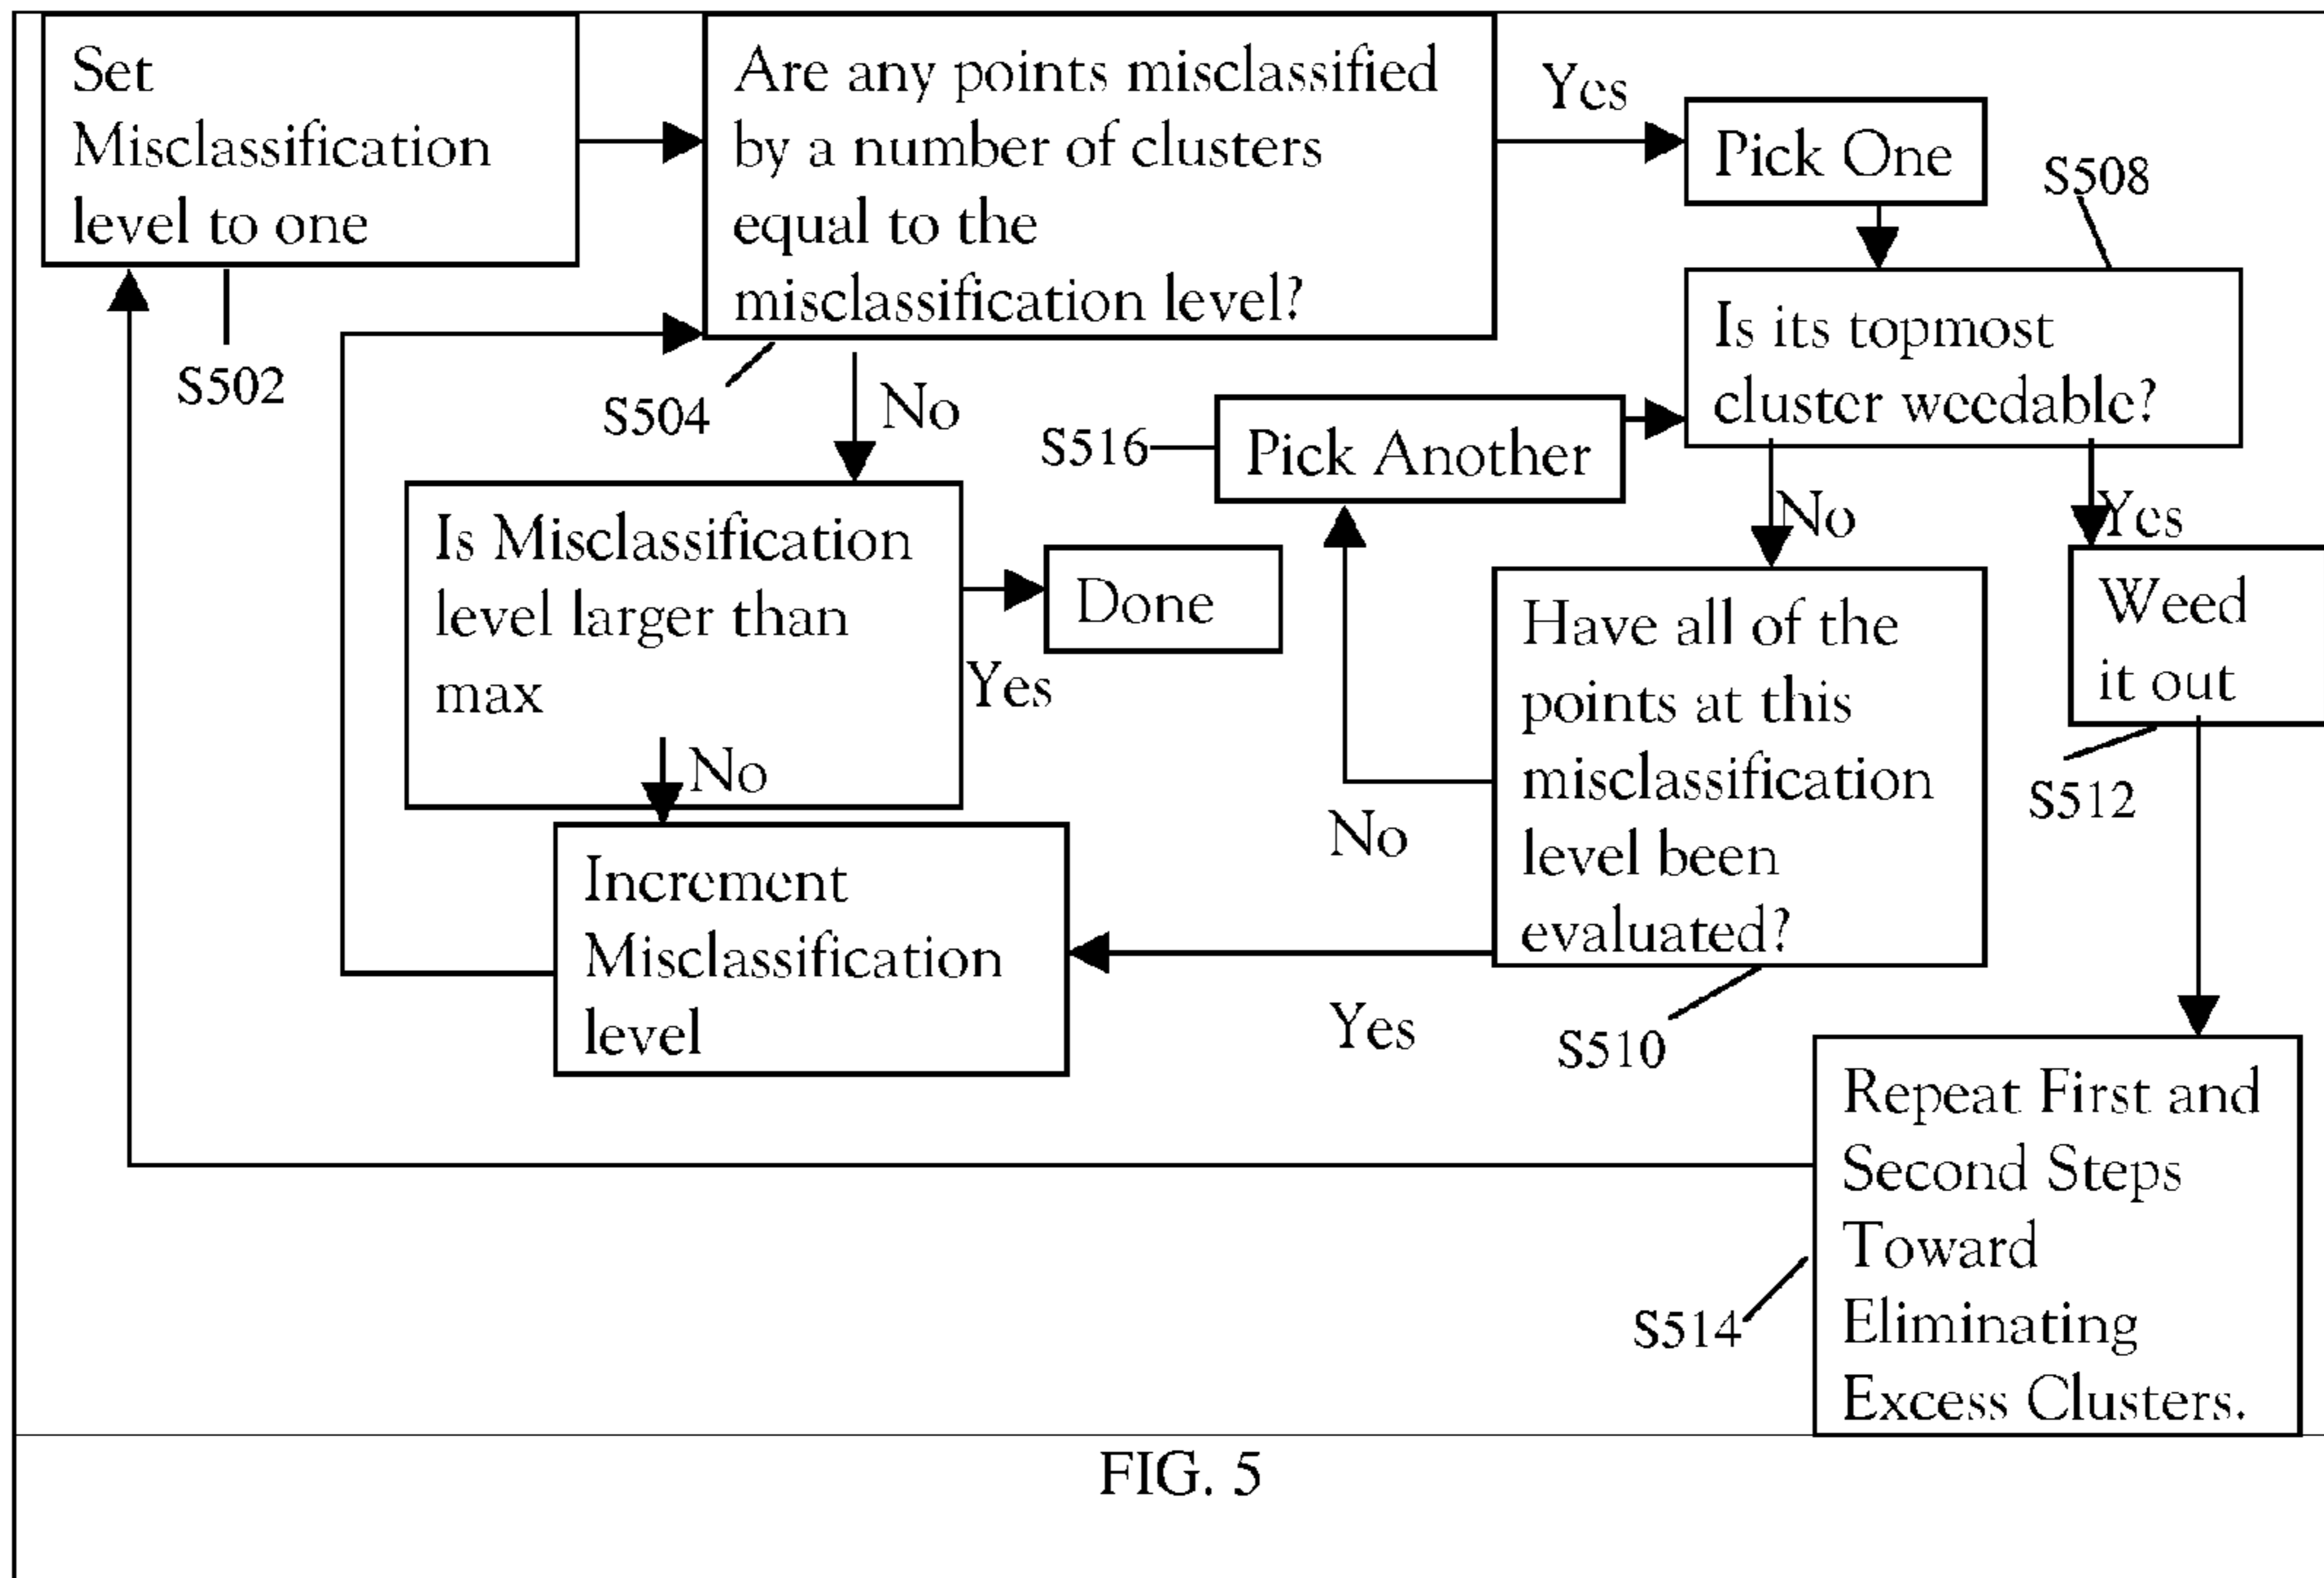 Set
Misclassification
level to one
S502
Are any points misclassified
by a number of clusters
equal to the
misclassification level?
S504
Yes
No
Pick One
S508
Is its topmost
cluster weedable?
S516
Pick Another
No
Yes
Is Misclassification
level larger than
max
No
Yes
Done
Have all of the
points at this
misclassification
level been
evaluated?
No
Yes
S510
Weed
it out
S512
Increment
Misclassification
level
Repeat First and
Second Steps
Toward
Eliminating
Excess Clusters.
S514
FIG. 5